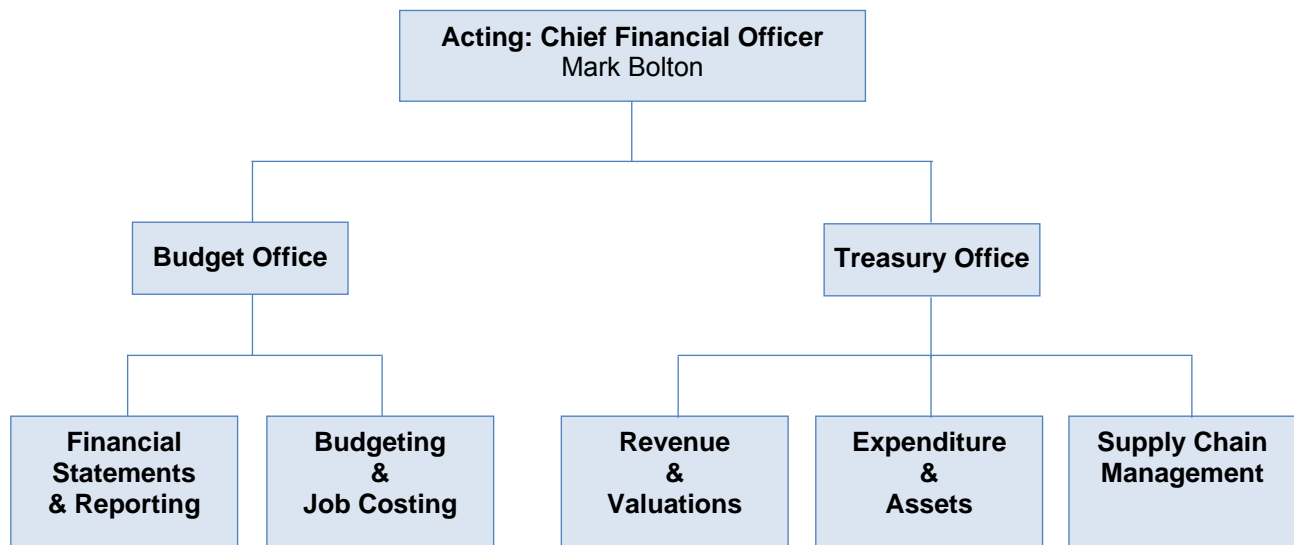 Acting: Chief Financial Officer
Mark Bolton
Budget Office
Treasury Office
Financial
Statements
& Reporting
Budgeting
&
Job Costing
Revenue
&
Valuations
Expenditure
&
Assets
Supply Chain
Management